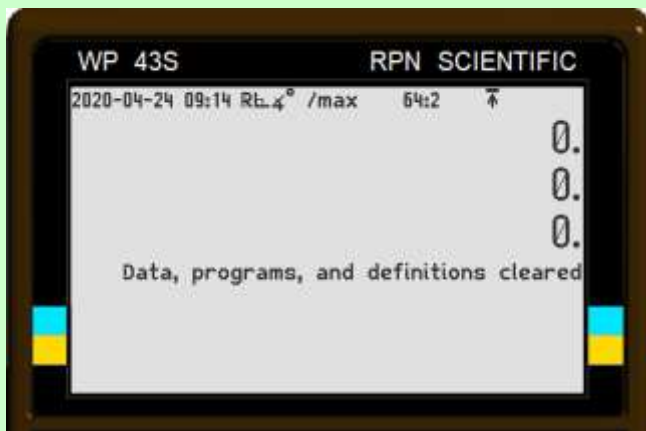 WP 43S RPN SCIENTIFIC
2020-04-24 09:14 R∟∡° /max 64:2 ⤒
0.
0.
0.
Data, programs, and definitions cleared